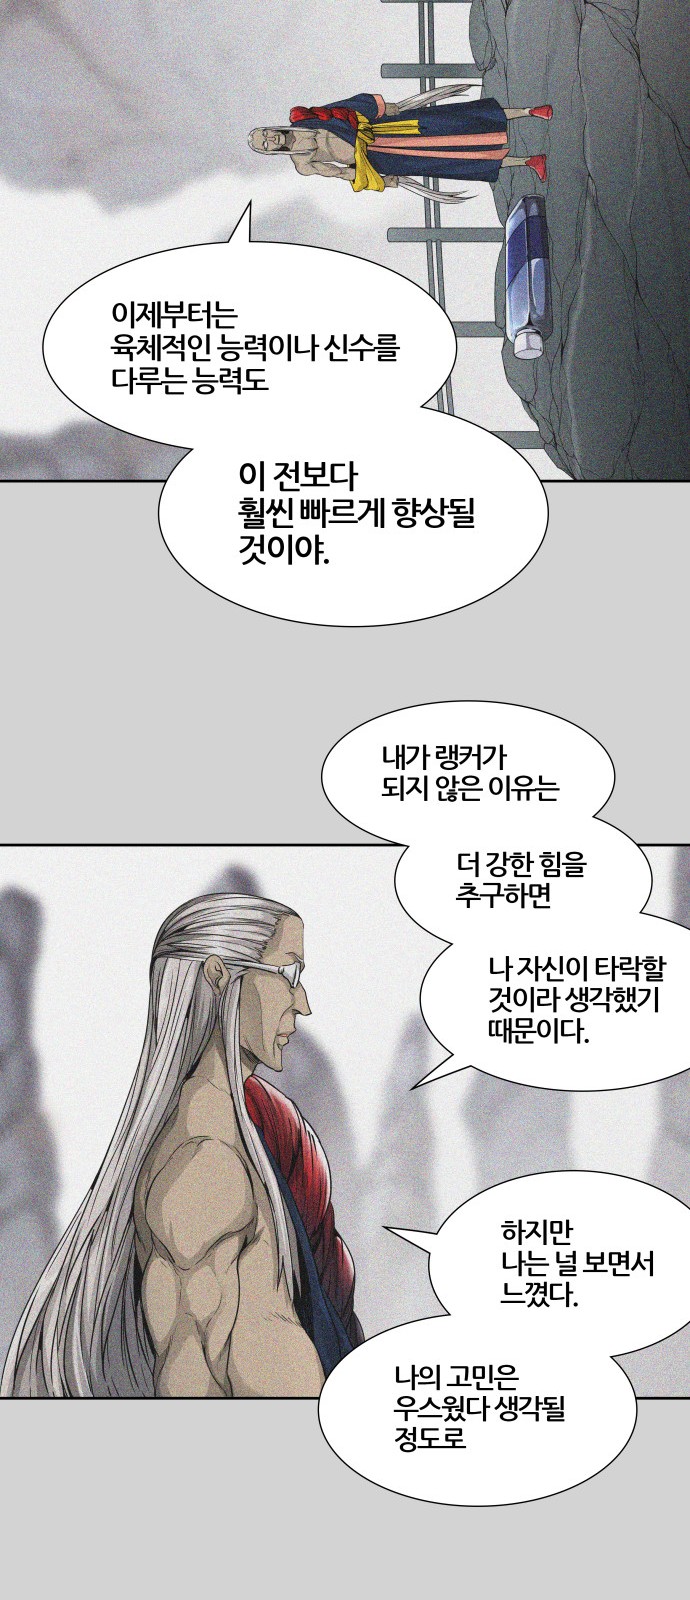 이제부터는
육체적인 능력이나 신수를
다루는 능력도
이 전보다
훨씬 빠르게 향상될
것이야.
내가 랭커가
되지 않은 이유는
더 강한 힘을
추구하면
나 자신이 타락할
것이라 생각했기
때문이다.
하지만
나는 널 보면서
느꼈다.
나의 고민은
우스웠다 생각될
정도로